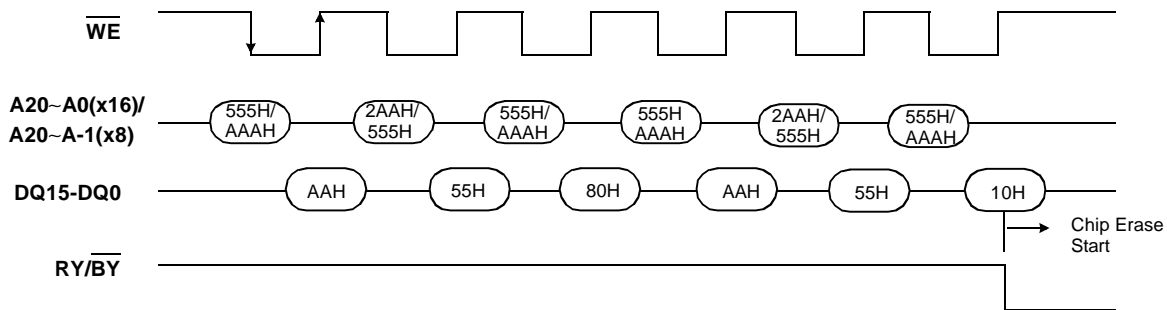 WE
A20~A0(x16)/
A20~A-1(x8)
555H/
AAAH
2AAH/
555H
555H/
AAAH
555H
AAAH
2AAH/
555H
555H/
AAAH
DQ15-DQ0
AAH
55H
80H
AAH
55H
10H
Chip Erase
Start
RY/BY